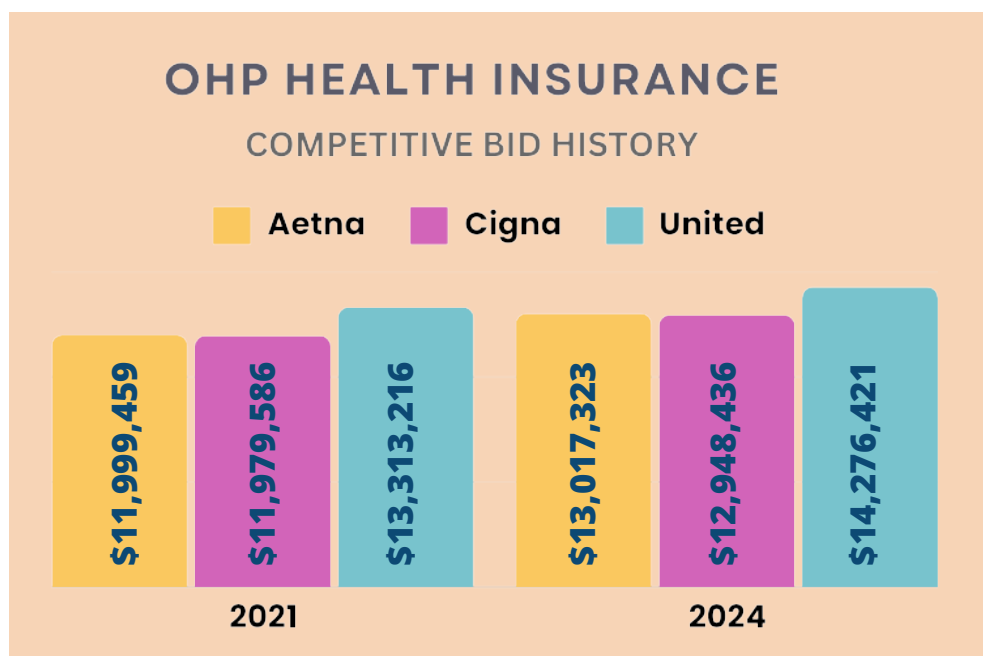 OHP HEALTH INSURANCE
COMPETITIVE BID HISTORY
Aetna Cigna United
$11,999,459 $11,979,586 $13,313,216 $13,017,323 $12,948,436 $14,276,421
2021 2024